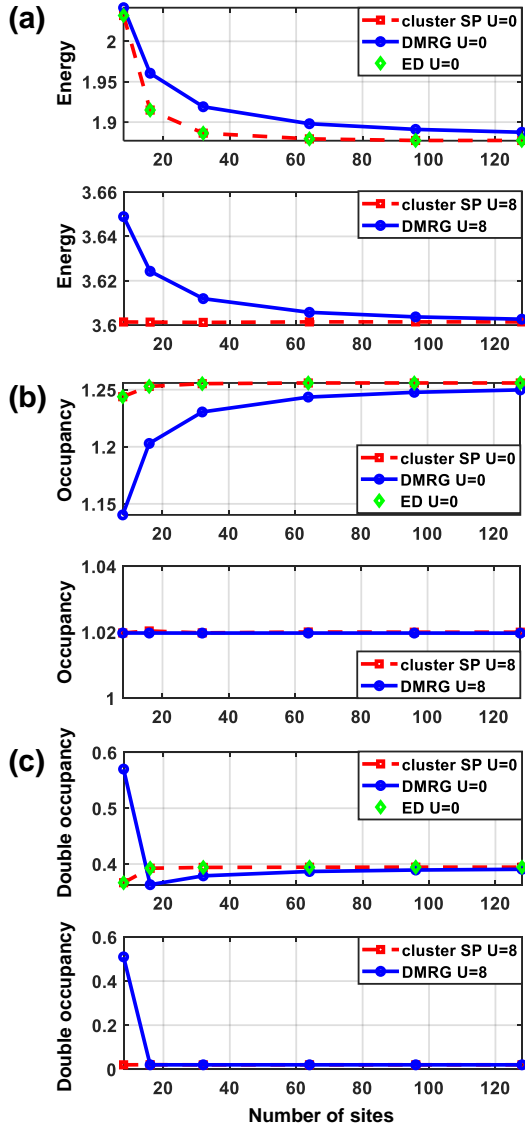 (a)
Energy
2
1.95
1.9
cluster SP U=0
DMRG U=0
ED U=0
20
40
60
80
100
120
Energy
3.66
3.64
3.62
3.6
cluster SP U=8
DMRG U=8
20
40
60
80
100
120
(b)
Occupancy
1.25
1.2
1.15
cluster SP U=0
DMRG U=0
ED U=0
20
40
60
80
100
120
Occupancy
1.04
1.02
1
cluster SP U=8
DMRG U=8
20
40
60
80
100
120
(c)
Double occupancy
0.6
0.5
0.4
cluster SP U=0
DMRG U=0
ED U=0
20
40
60
80
100
120
Double occupancy
0.6
0.4
0.2
0
cluster SP U=8
DMRG U=8
20
40
60
80
100
120
Number of sites